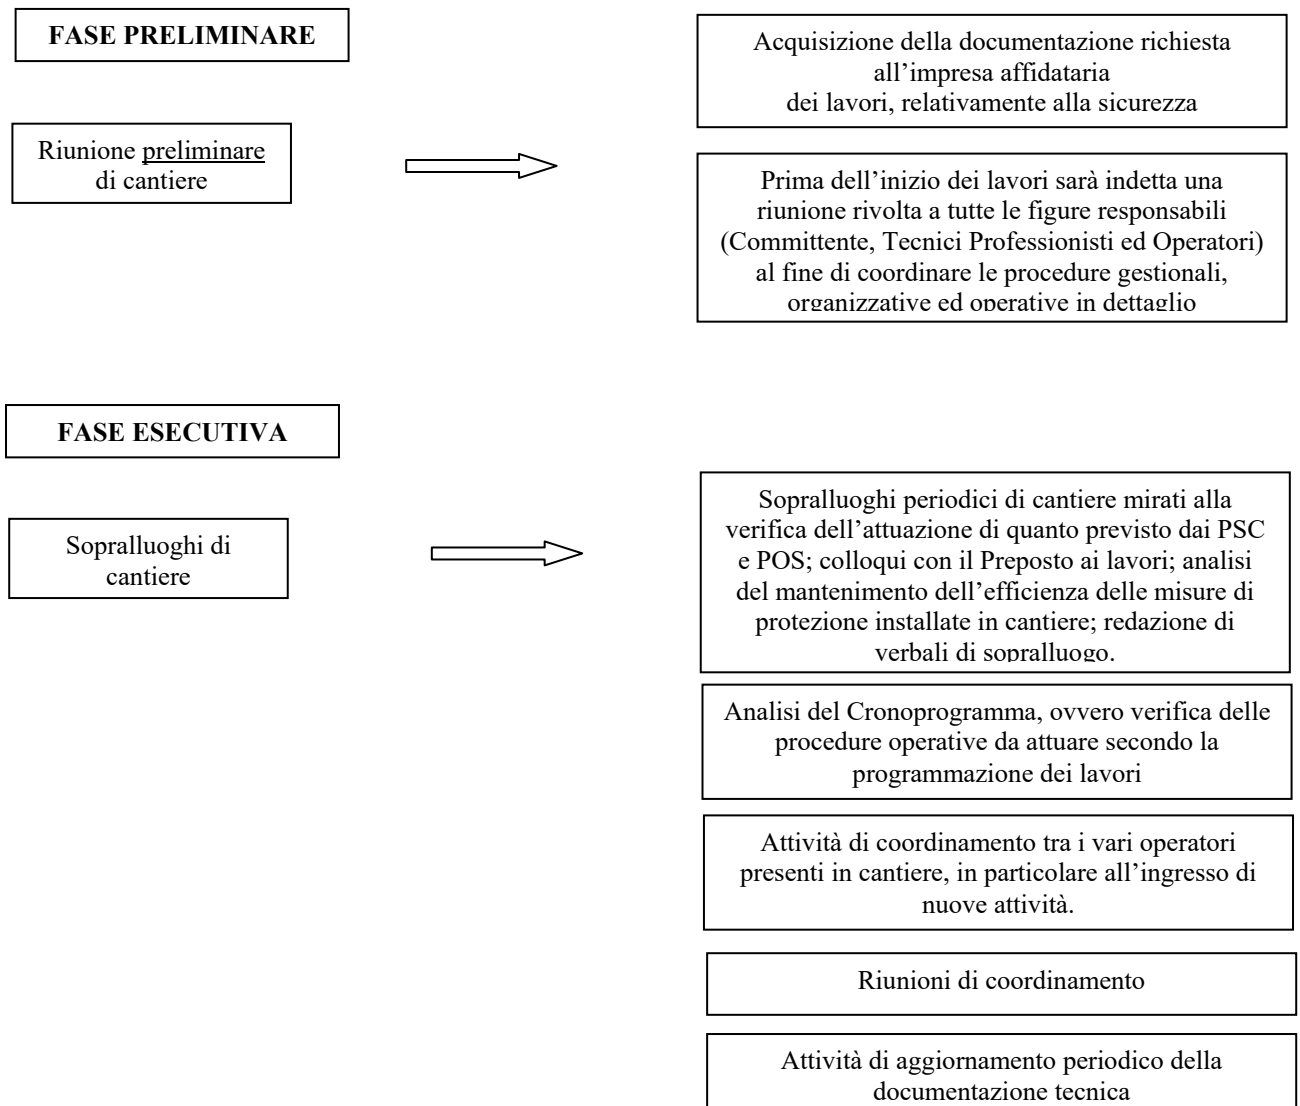 FASE PRELIMINARE
Riunione preliminare
di cantiere
Acquisizione della documentazione richiesta
all’impresa affidataria
dei lavori, relativamente alla sicurezza
Prima dell’inizio dei lavori sarà indetta una
riunione rivolta a tutte le figure responsabili
(Committente, Tecnici Professionisti ed Operatori)
al fine di coordinare le procedure gestionali,
organizzative ed operative in dettaglio
FASE ESECUTIVA
Sopralluoghi di
cantiere
Sopralluoghi periodici di cantiere mirati alla
verifica dell’attuazione di quanto previsto dai PSC
e POS; colloqui con il Preposto ai lavori; analisi
del mantenimento dell’efficienza delle misure di
protezione installate in cantiere; redazione di
verbali di sopralluogo.
Analisi del Cronoprogramma, ovvero verifica delle
procedure operative da attuare secondo la
programmazione dei lavori
Attività di coordinamento tra i vari operatori
presenti in cantiere, in particolare all’ingresso di
nuove attività.
Riunioni di coordinamento
Attività di aggiornamento periodico della
documentazione tecnica